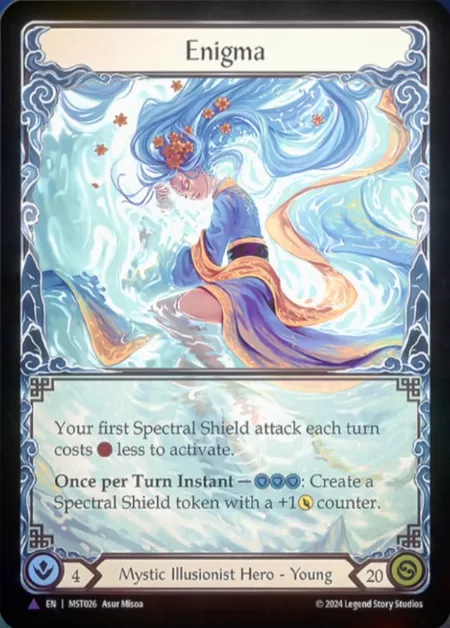 Enigma
Your first Spectral Shield attack each turn
costs less to activate.
Once per Turn Instant — : Create a
Spectral Shield token with a +1 counter.
4
Mystic Illusionist Hero - Young
20
EN | MST026 Asur Misoa
© 2024 Legend Story Studios